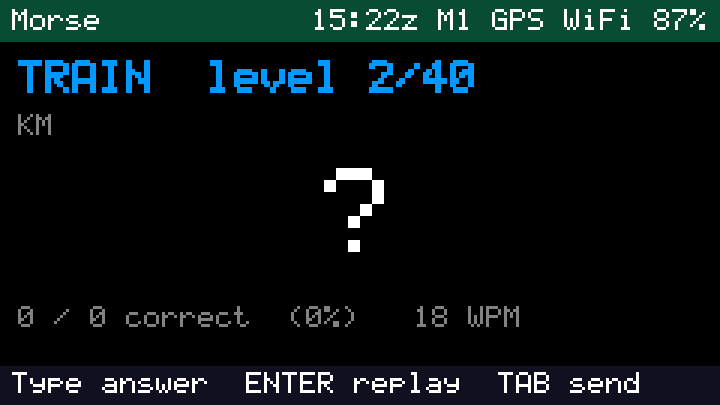 Morse 15:22z M1 GPS WiFi 87%
TRAIN level 2/40
KM
?
0 / 0 correct (0%) 18 WPM
Type answer ENTER replay TAB send